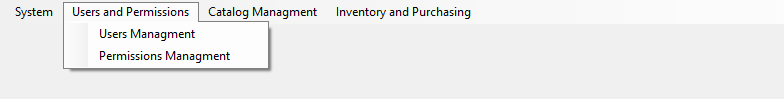 System Users and Permissions Catalog Managment Inventory and Purchasing
Users Managment
Permissions Managment